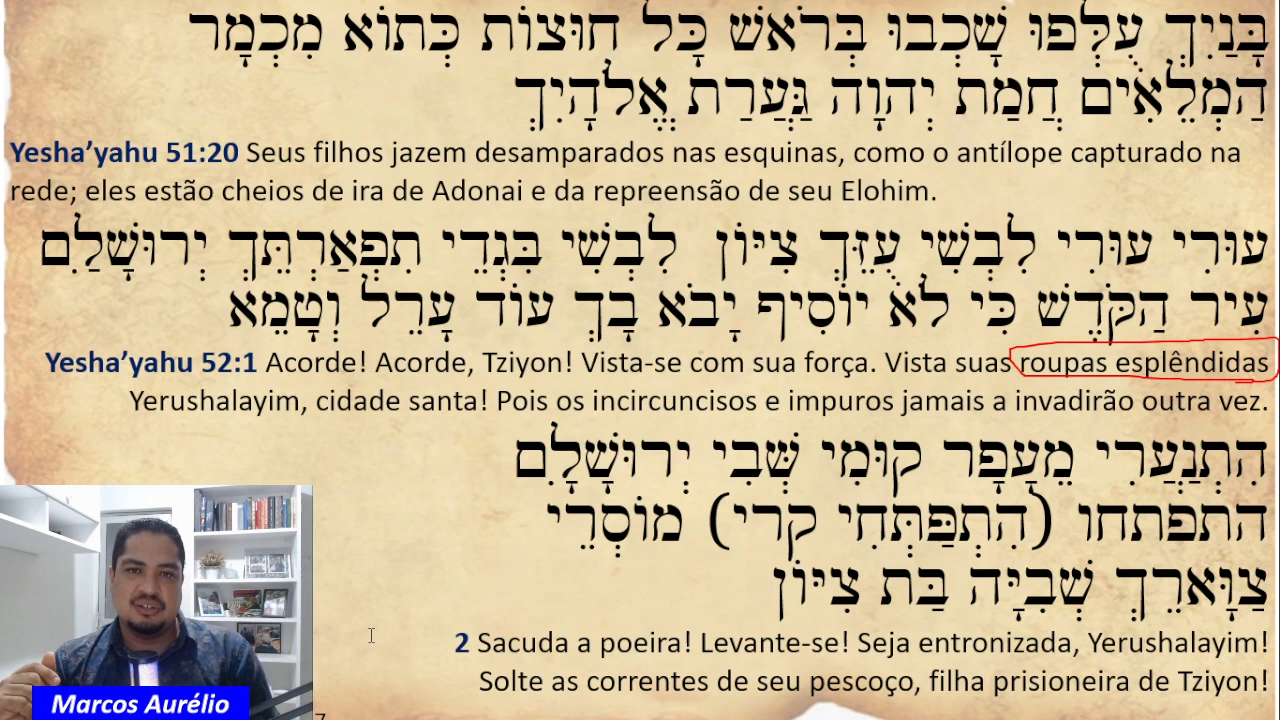 בָּנַיִךְ עֻלְּפוּ שָׁכְבוּ בְּרֹאשׁ כָּל חוּצוֹת כְּתוֹא מִכְמָר
הַמְלֵאִים חֲמַת יְהוָה גַּעֲרַת אֱלֹהָיִךְ
Yesha’yahu 51:20 Seus filhos jazem desamparados nas esquinas, como o antílope capturado na
rede; eles estão cheios de ira de Adonai e da repreensão de seu Elohim.
עוּרִי עוּרִי לִבְשִׁי עֻזֵּךְ צִיּוֹן לִבְשִׁי בִּגְדֵי תִפְאַרְתֵּךְ יְרוּשָׁלִַם
עִיר הַקֹּדֶשׁ כִּי לֹא יוֹסִיף יָבֹא בָךְ עוֹד עָרֵל וְטָמֵא
Yesha’yahu 52:1 Acorde! Acorde, Tziyon! Vista-se com sua força. Vista suas roupas esplêndidas
Yerushalayim, cidade santa! Pois os incircuncisos e impuros jamais a invadirão outra vez.
הִתְנַעֲרִי מֵעָפָר קוּמִי שְּׁבִי יְרוּשָׁלִָם
התפתחו (הִתְפַּתְּחִי קרי) מוֹסְרֵי
צַוָּארֵךְ שְׁבִיָּה בַּת צִיּוֹן
2 Sacuda a poeira! Levante-se! Seja entronizada, Yerushalayim!
Solte as correntes de seu pescoço, filha prisioneira de Tziyon!
Marcos Aurélio